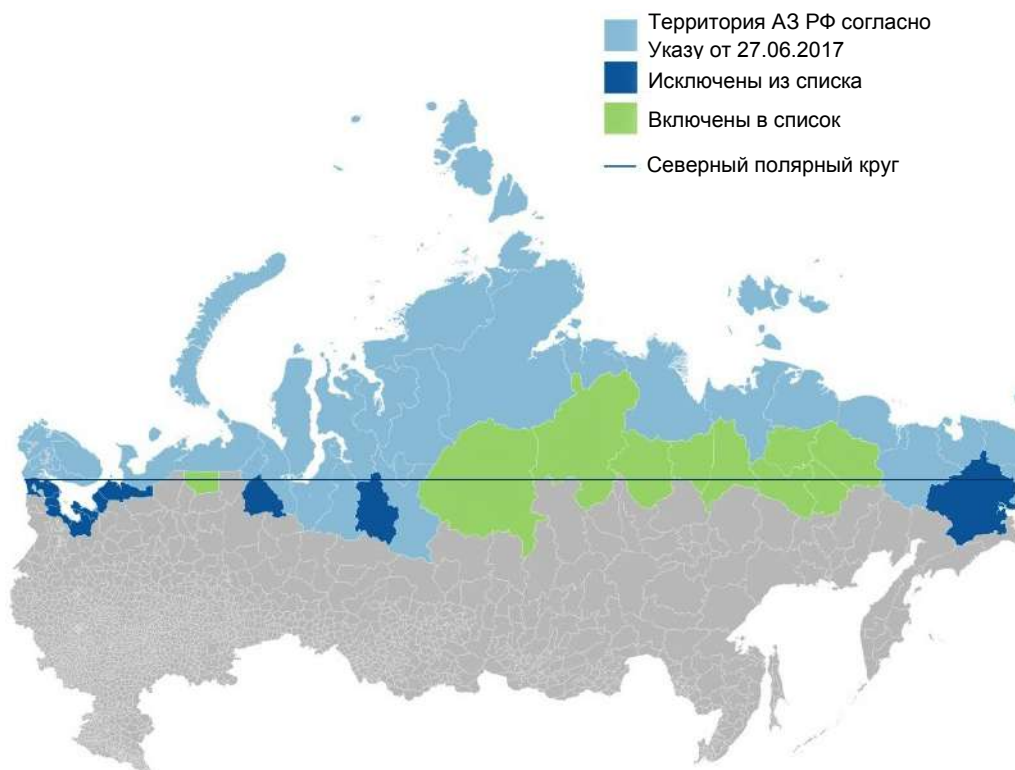 Территория АЗ РФ согласно
Указу от 27.06.2017
Исключены из списка
Включены в список
Северный полярный круг